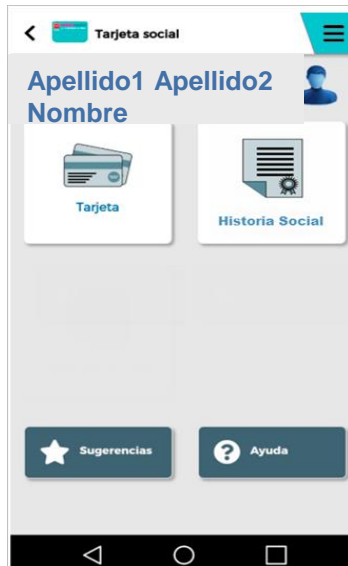 Tarjeta social
Apellido1 Apellido2
Nombre
Tarjeta
Historia Social
Sugerencias
? Ayuda